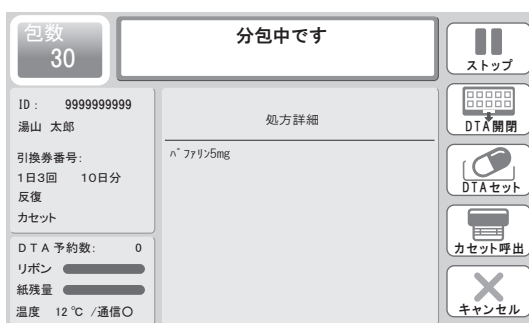 包数
30
分包中です
ストップ
ID : 9999999999
湯山 太郎
引換券番号:
1日3回 10日分
反復
カセット
処方詳細
ﾊﾞﾌｧﾘﾝ5mg
DTA開閉
DTAセット
DTA予約数: 0
リボン
紙残量
温度 12℃ /通信〇
カセット呼出
キャンセル